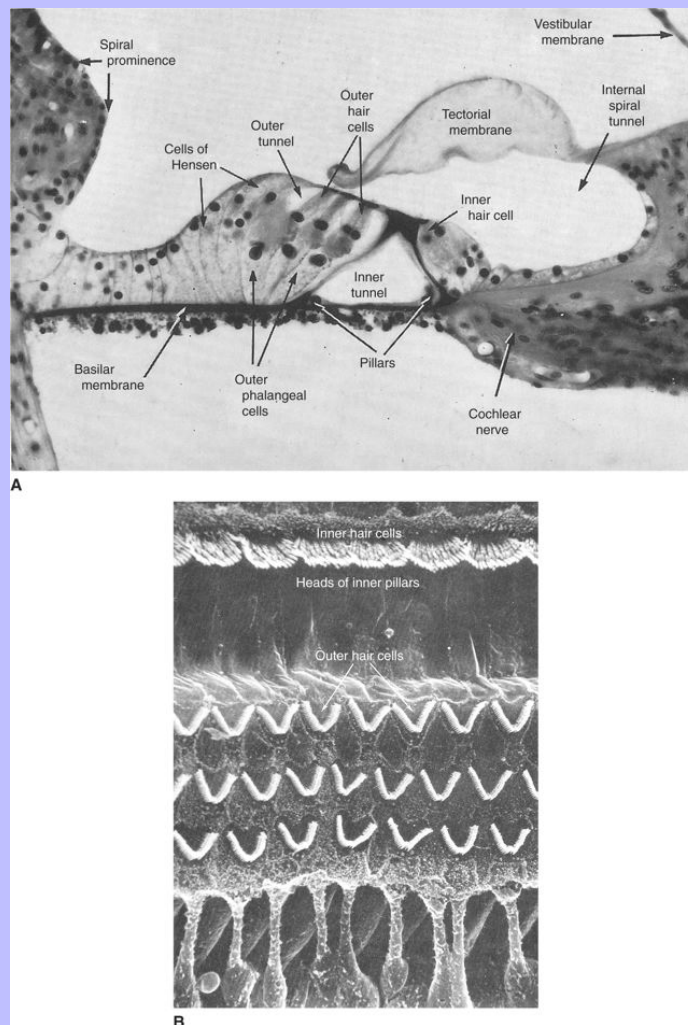 Vestibular
membrane
Spiral
prominence
Outer
hair
cells
Internal
spiral
tunnel
Tectorial
membrane
Outer
tunnel
Cells of
Hensen
Inner
hair cell
Inner
tunnel
Basilar
membrane
Outer
phalangeal
cells
Pillars
Cochlear
nerve
A
Inner hair cells
Heads of inner pillars
Outer hair cells
B